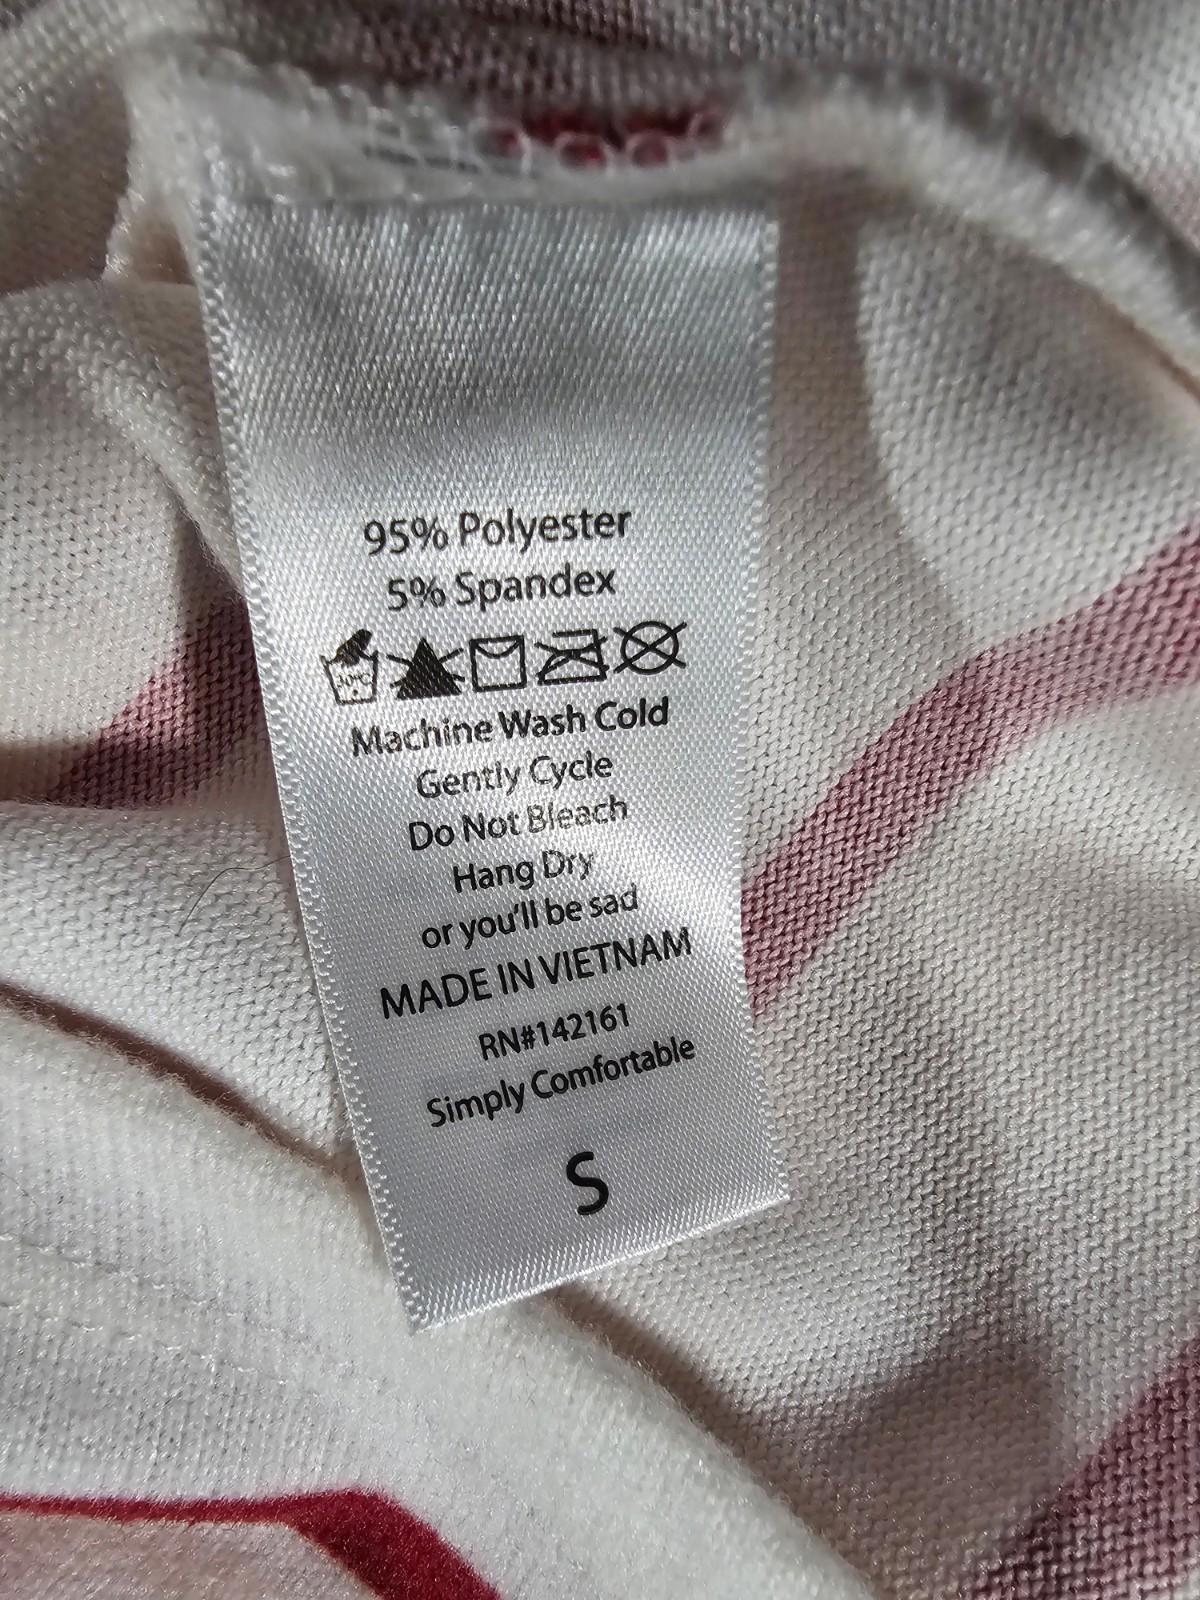 95% Polyester
5% Spandex
Machine Wash Cold
Gently Cycle
Do Not Bleach
Hang Dry
or you'll be sad
MADE IN VIETNAM
RN#142161
Simply Comfortable
S